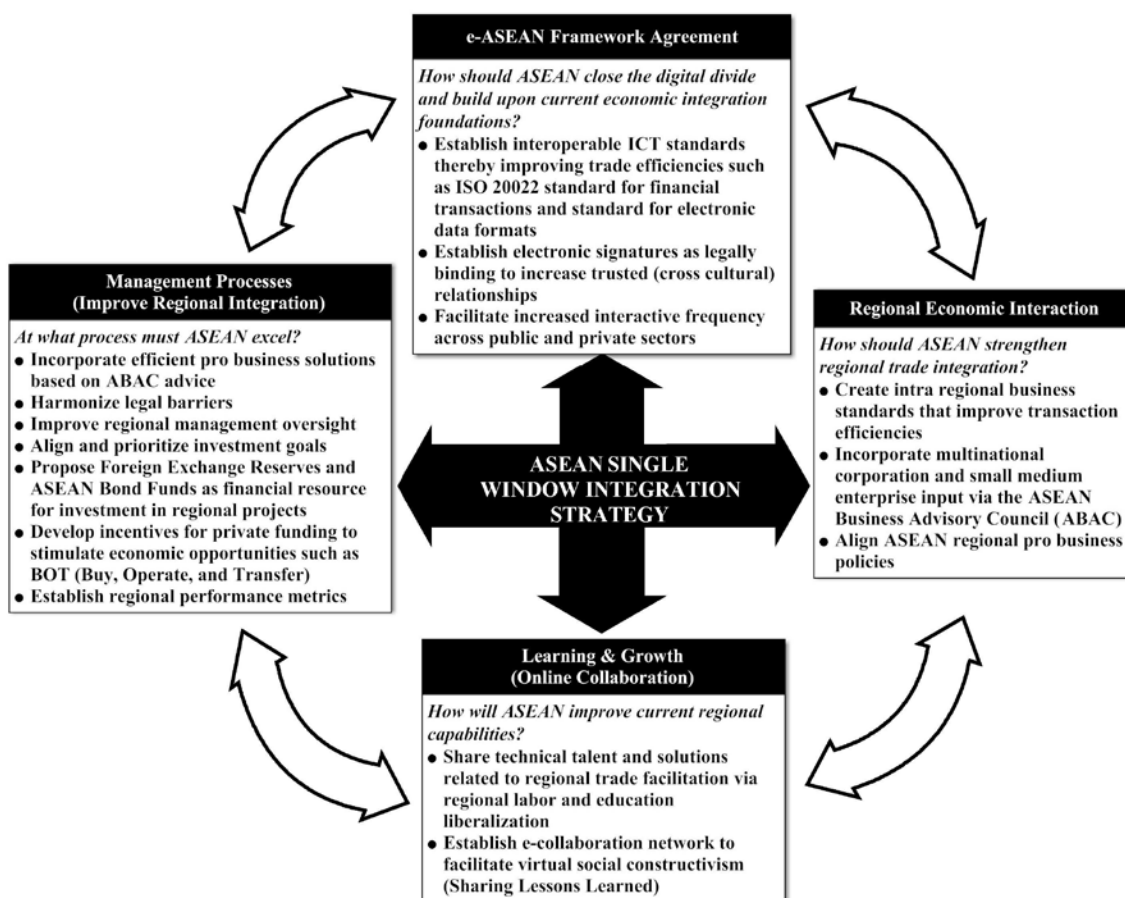 e-ASEAN Framework Agreement
How should ASEAN close the digital divide
and build upon current economic integration
foundations?
● Establish interoperable ICT standards
thereby improving trade efficiencies such
as ISO 20022 standard for financial
transactions and standard for electronic
data formats
● Establish electronic signatures as legally
binding to increase trusted (cross cultural)
relationships
● Facilitate increased interactive frequency
across public and private sectors
Management Processes
(Improve Regional Integration)
At what process must ASEAN excel?
● Incorporate efficient pro business solutions
based on ABAC advice
● Harmonize legal barriers
● Improve regional management oversight
● Align and prioritize investment goals
● Propose Foreign Exchange Reserves and
ASEAN Bond Funds as financial resource
for investment in regional projects
● Develop incentives for private funding to
stimulate economic opportunities such as
BOT (Buy, Operate, and Transfer)
● Establish regional performance metrics
ASEAN SINGLE
WINDOW INTEGRATION
STRATEGY
Regional Economic Interaction
How should ASEAN strengthen
regional trade integration?
● Create intra regional business
standards that improve transaction
efficiencies
● Incorporate multinational
corporation and small medium
enterprise input via the ASEAN
Business Advisory Council (ABAC)
● Align ASEAN regional pro business
policies
Learning & Growth
(Online Collaboration)
How will ASEAN improve current regional
capabilities?
● Share technical talent and solutions
related to regional trade facilitation via
regional labor and education
liberalization
● Establish e-collaboration network to
facilitate virtual social constructivism
(Sharing Lessons Learned)